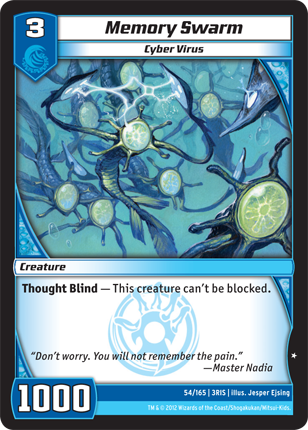 3
Memory Swarm
Cyber Virus
Creature
Thought Blind — This creature can't be blocked.
"Don't worry. You will not remember the pain."
—Master Nadia
1000
54/165 | 3RIS | illus. Jesper Ejsing
TM & © 2012 Wizards of the Coast/Shogakukan/Mitsui-Kids.